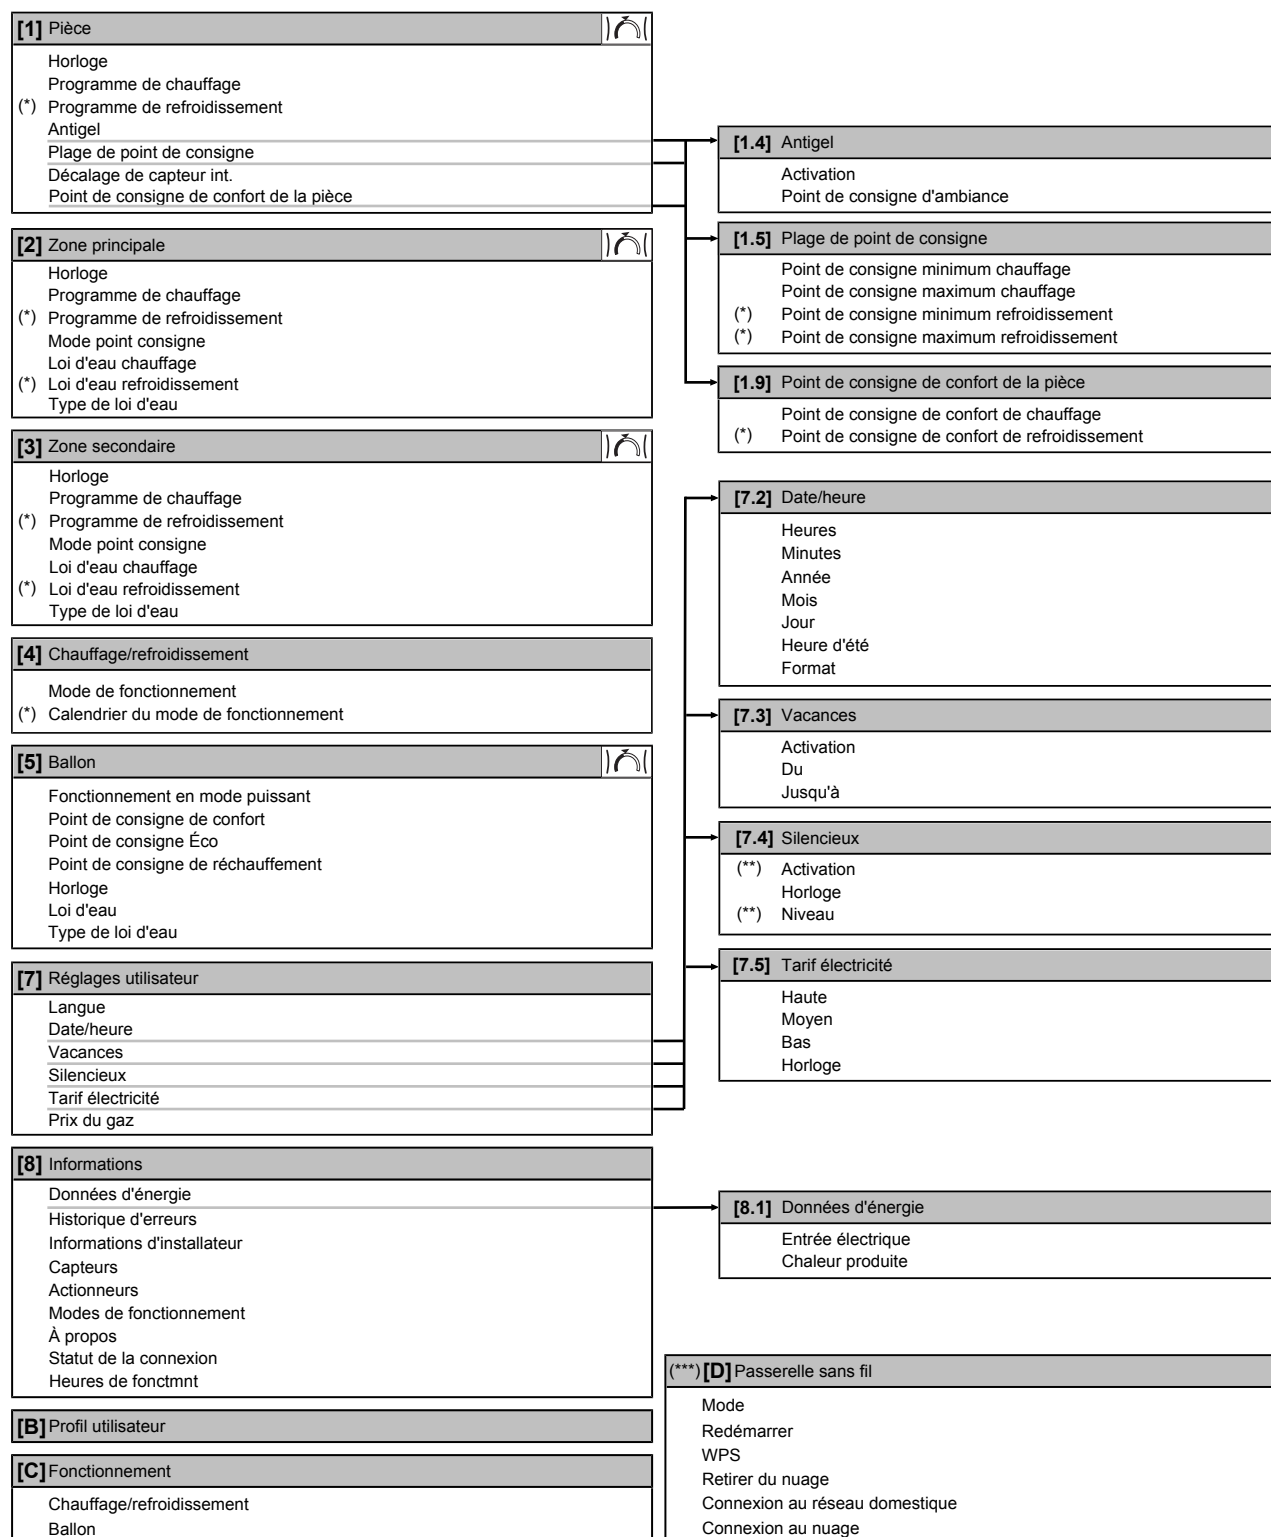 [1] Pièce
Horloge
Programme de chauffage
(*) Programme de refroidissement
Antigel
Plage de point de consigne
Décalage de capteur int.
Point de consigne de confort de la pièce
[2] Zone principale
Horloge
Programme de chauffage
(*) Programme de refroidissement
Mode point consigne
Loi d'eau chauffage
(*) Loi d'eau refroidissement
Type de loi d'eau
[3] Zone secondaire
Horloge
Programme de chauffage
(*) Programme de refroidissement
Mode point consigne
Loi d'eau chauffage
(*) Loi d'eau refroidissement
Type de loi d'eau
[4] Chauffage/refroidissement
Mode de fonctionnement
(*) Calendrier du mode de fonctionnement
[5] Ballon
Fonctionnement en mode puissant
Point de consigne de confort
Point de consigne Éco
Point de consigne de réchauffement
Horloge
Loi d'eau
Type de loi d'eau
[7] Réglages utilisateur
Langue
Date/heure
Vacances
Silencieux
Tarif électricité
Prix du gaz
[8] Informations
Données d'énergie
Historique d'erreurs
Informations d'installateur
Capteurs
Actionneurs
Modes de fonctionnement
À propos
Statut de la connexion
Heures de fonctmnt
[B] Profil utilisateur
[C] Fonctionnement
Chauffage/refroidissement
Ballon
[1.4] Antigel
Activation
Point de consigne d'ambiance
[1.5] Plage de point de consigne
Point de consigne minimum chauffage
Point de consigne maximum chauffage
(*) Point de consigne minimum refroidissement
(*) Point de consigne maximum refroidissement
[1.9] Point de consigne de confort de la pièce
Point de consigne de confort de chauffage
(*) Point de consigne de confort de refroidissement
[7.2] Date/heure
Heures
Minutes
Année
Mois
Jour
Heure d'été
Format
[7.3] Vacances
Activation
Du
Jusqu'à
[7.4] Silencieux
(**) Activation
Horloge
(**) Niveau
[7.5] Tarif électricité
Haute
Moyen
Bas
Horloge
[8.1] Données d'énergie
Entrée électrique
Chaleur produite
(***) [D] Passerelle sans fil
Mode
Redémarrer
WPS
Retirer du nuage
Connexion au réseau domestique
Connexion au nuage